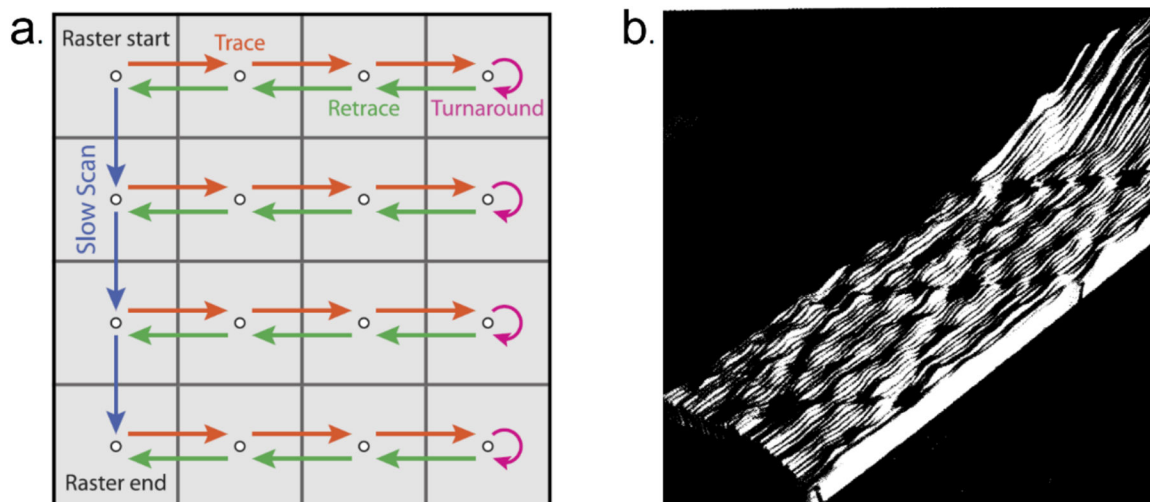 a.
Raster start
Trace
Retrace
Turnaround
Slow Scan
Raster end
b.